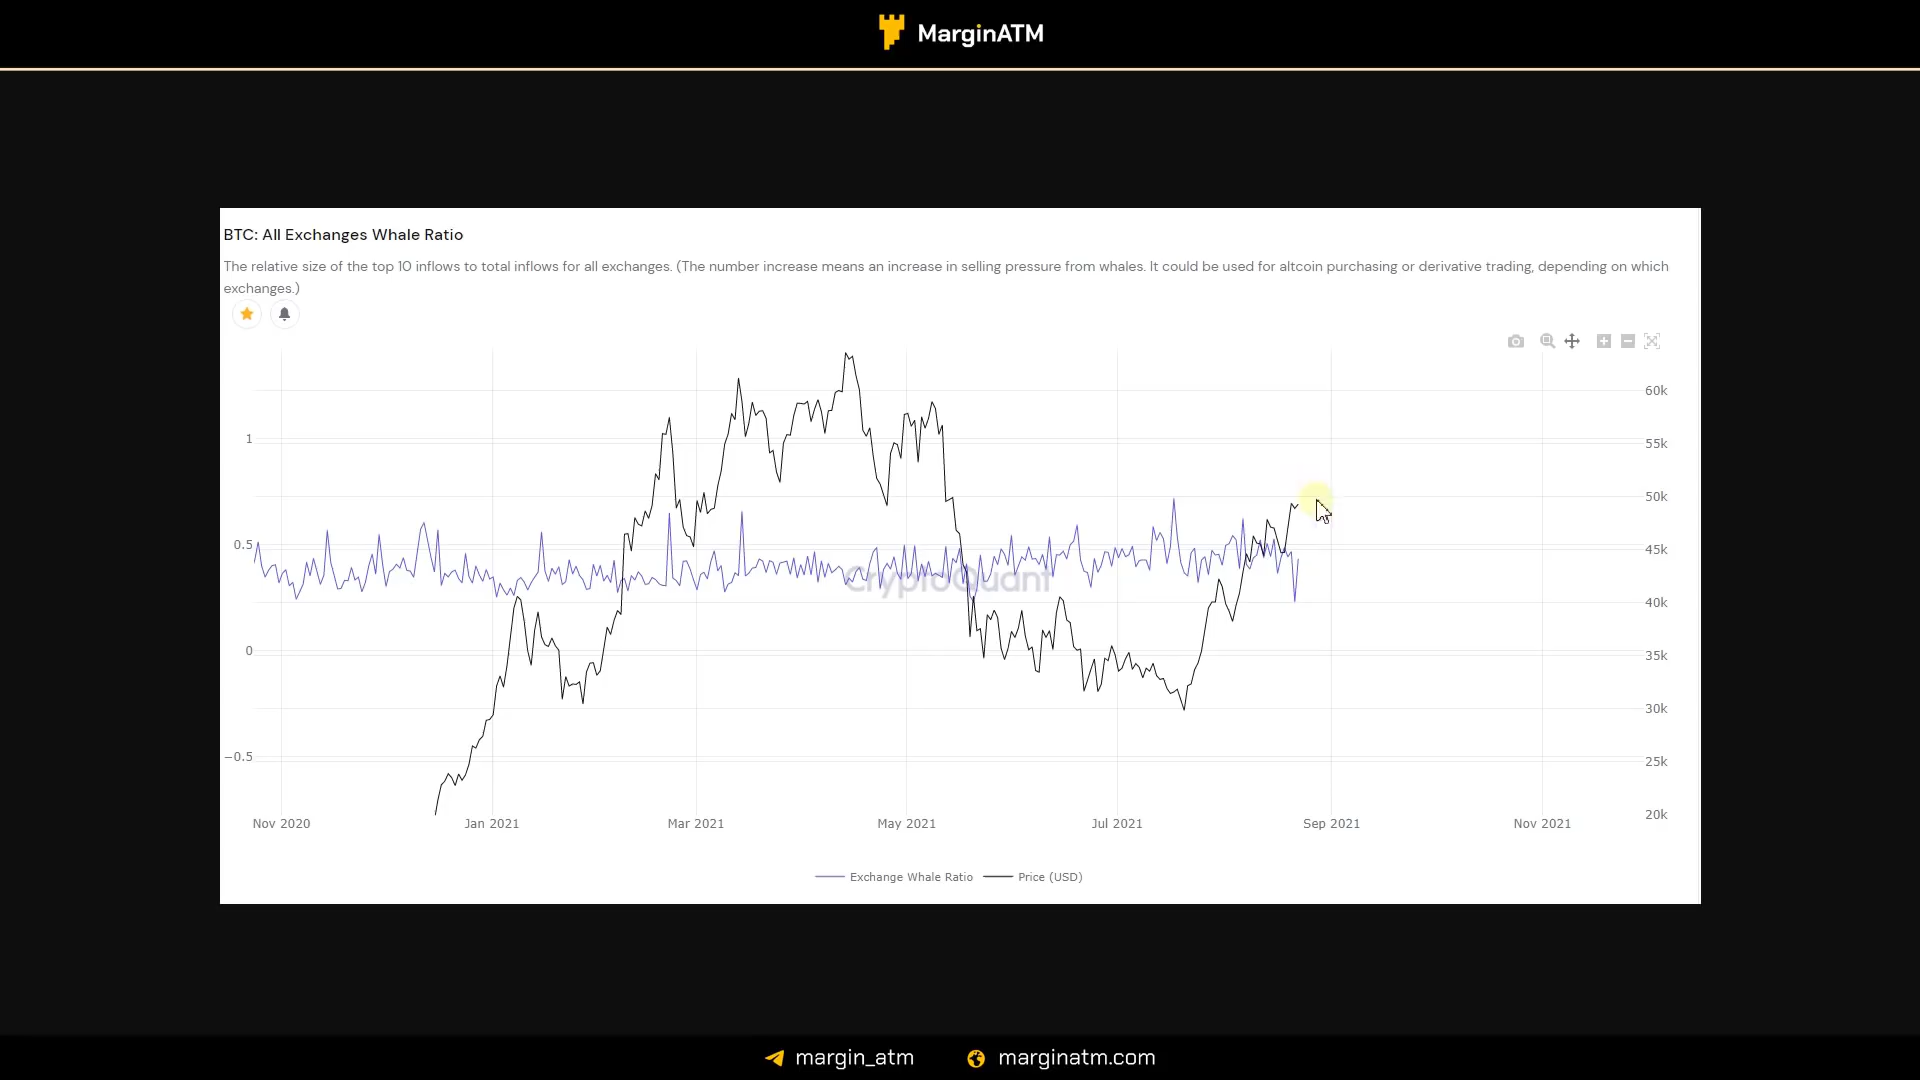 MarginATM
BTC: All Exchanges Whale Ratio
The relative size of the top 10 inflows to total inflows for all exchanges. (The number increase means an increase in selling pressure from whales. It could be used for altcoin purchasing or derivative trading, depending on which
exchanges.)
60k
1
55k
50k
0.5
45k
CryptoQuant
40k
0
35k
30k
−0.5
25k
20k
Nov 2020
Jan 2021
Mar 2021
May 2021
Jul 2021
Sep 2021
Nov 2021
Exchange Whale Ratio
Price (USD)
margin_atm
marginatm.com